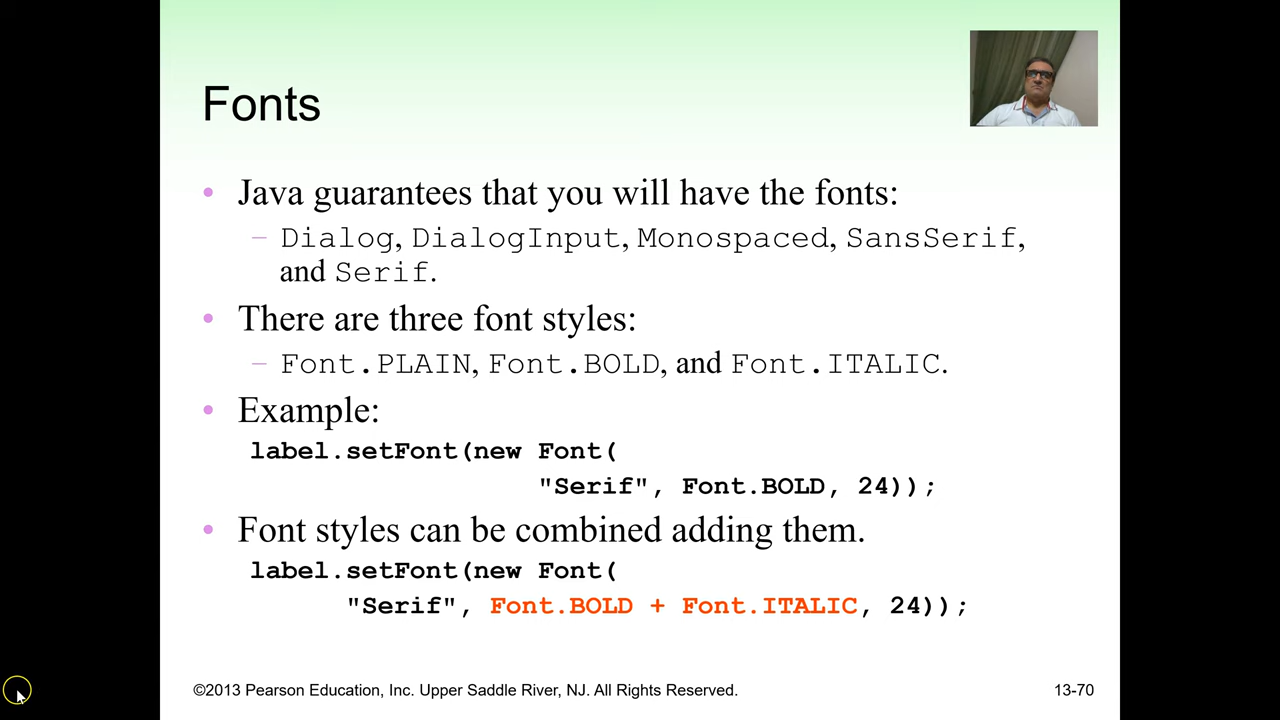 Fonts
• Java guarantees that you will have the fonts:
– Dialog, DialogInput, Monospaced, SansSerif,
and Serif.
• There are three font styles:
– Font.PLAIN, Font.BOLD, and Font.ITALIC.
• Example:
label.setFont(new Font(
"Serif", Font.BOLD, 24));
• Font styles can be combined adding them.
label.setFont(new Font(
"Serif", Font.BOLD + Font.ITALIC, 24));
©2013 Pearson Education, Inc. Upper Saddle River, NJ. All Rights Reserved.
13-70